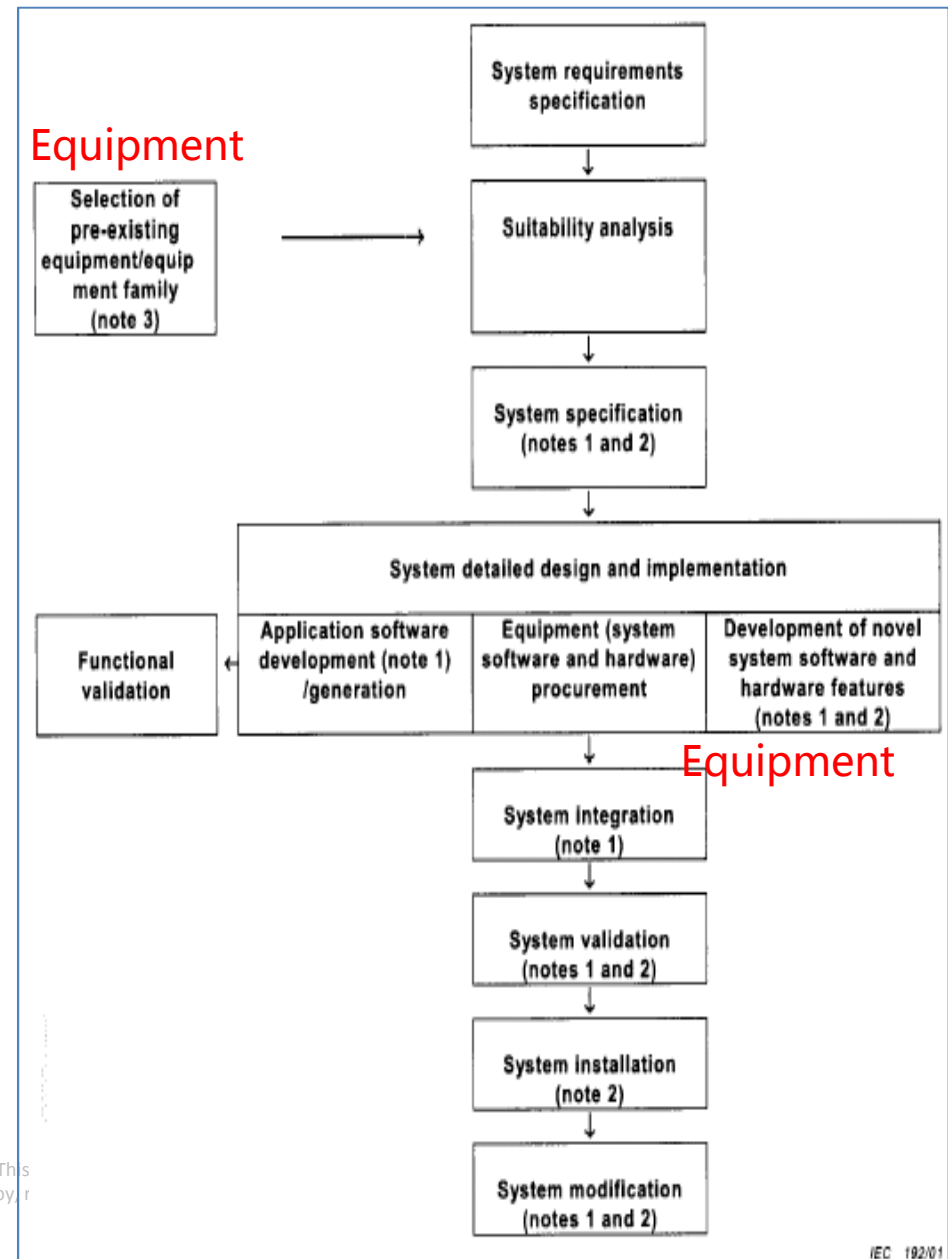 System requirements
specification
Equipment
Selection of
pre-existing
equipment/equip
ment family
(note 3)
Suitability analysis
System specification
(notes 1 and 2)
System detailed design and implementation
Functional
validation
Application software
development (note 1)
/generation
Equipment (system
software and hardware)
procurement
Development of novel
system software and
hardware features
(notes 1 and 2)
Equipment
System integration
(note 1)
System validation
(notes 1 and 2)
System installation
(note 2)
System modification
(notes 1 and 2)
This
IEC 192/01